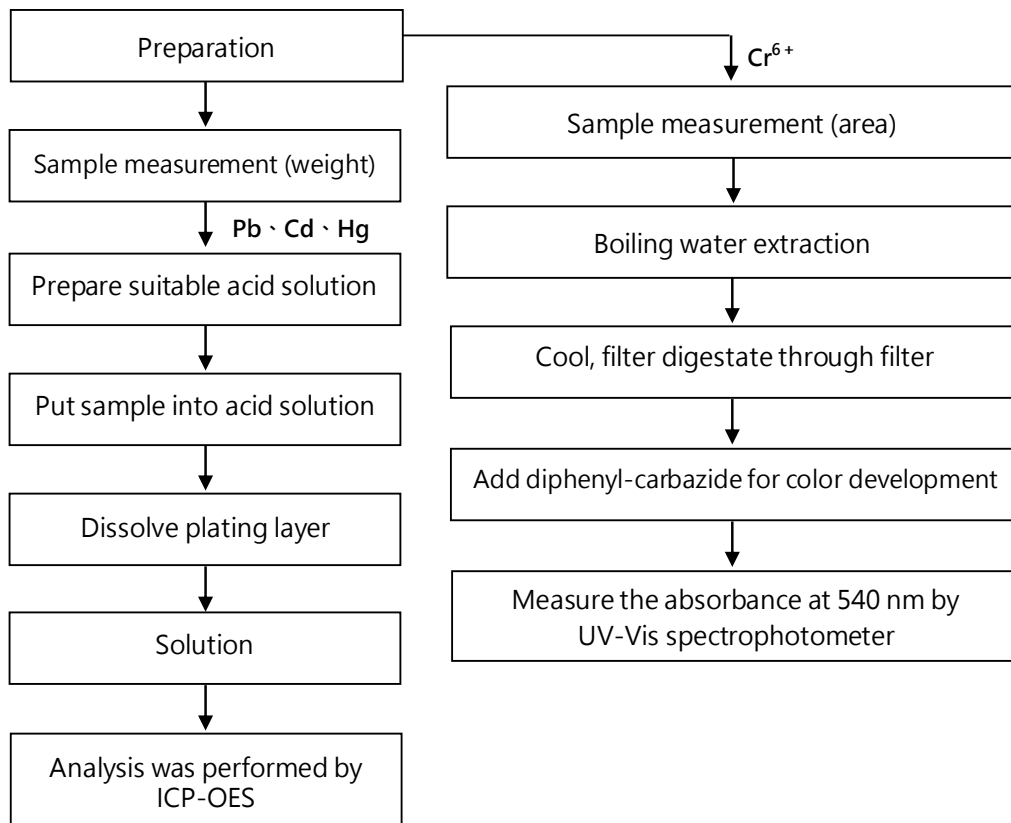 Preparation
Sample measurement (weight)
Pb、Cd、Hg
Prepare suitable acid solution
Put sample into acid solution
Dissolve plating layer
Solution
Analysis was performed by
ICP-OES
Cr⁶⁺
Sample measurement (area)
Boiling water extraction
Cool, filter digestate through filter
Add diphenyl-carbazide for color development
Measure the absorbance at 540 nm by
UV-Vis spectrophotometer